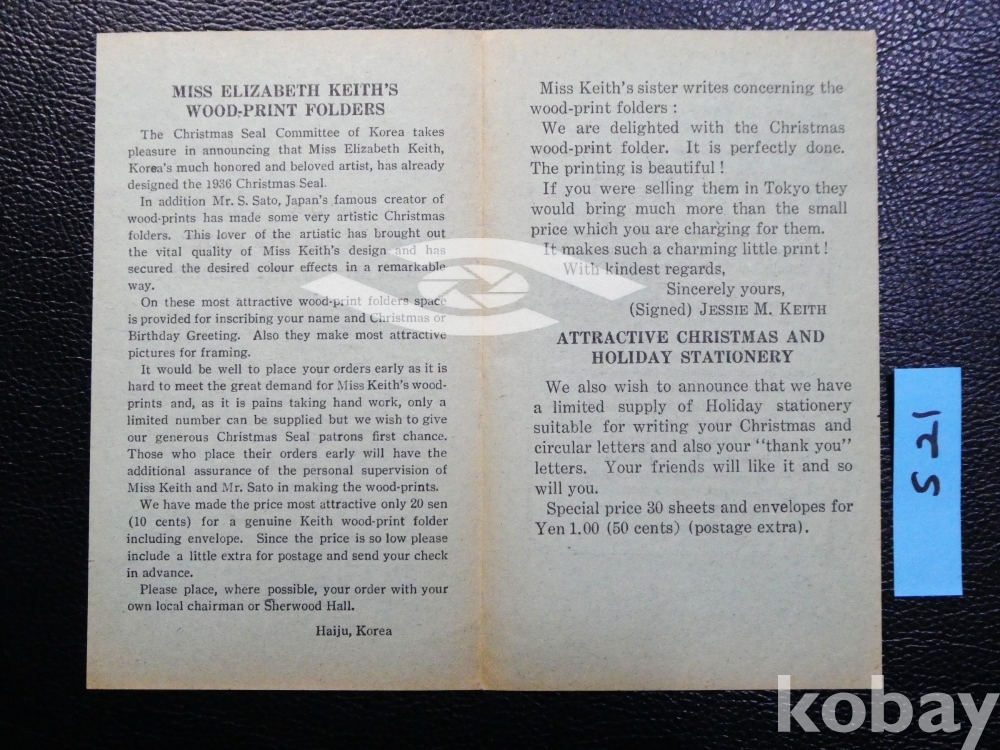 MISS ELIZABETH KEITH'S
WOOD-PRINT FOLDERS
The Christmas Seal Committee of Korea takes
pleasure in announcing that Miss Elizabeth Keith,
Korea's much honored and beloved artist, has already
designed the 1936 Christmas Seal.
In addition Mr. S. Sato, Japan's famous creator of
wood-prints has made some very artistic Christmas
folders. This lover of the artistic has brought out
the vital quality of Miss Keith's design and has
secured the desired colour effects in a remarkable
way.
On these most attractive wood-print folders space
is provided for inscribing your name and Christmas or
Birthday Greeting. Also they make most attractive
pictures for framing.
It would be well to place your orders early as it is
hard to meet the great demand for Miss Keith's wood-
prints and, as it is pains taking hand work, only a
limited number can be supplied but we wish to give
our generous Christmas Seal patrons first chance.
Those who place their orders early will have the
additional assurance of the personal supervision of
Miss Keith and Mr. Sato in making the wood-prints.
We have made the price most attractive only 20 sen
(10 cents) for a genuine Keith wood-print folder
including envelope. Since the price is so low please
include a little extra for postage and send your check
in advance.
Please place, where possible, your order with your
own local chairman or Sherwood Hall.
Haiju, Korea
Miss Keith's sister writes concerning the
wood-print folders :
We are delighted with the Christmas
wood-print folder. It is perfectly done.
The printing is beautiful !
If you were selling them in Tokyo they
would bring much more than the small
price which you are charging for them.
It makes such a charming little print !
With kindest regards,
Sincerely yours,
(Signed) JESSIE M. KEITH
ATTRACTIVE CHRISTMAS AND
HOLIDAY STATIONERY
We also wish to announce that we have
a limited supply of Holiday stationery
suitable for writing your Christmas and
circular letters and also your "thank you"
letters. Your friends will like it and so
will you.
Special price 30 sheets and envelopes for
Yen 1.00 (50 cents) (postage extra).
kobay